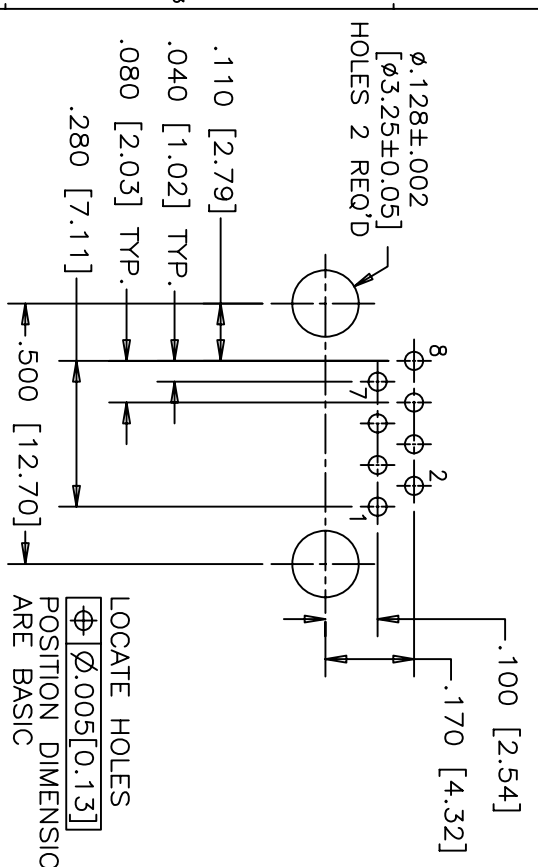 ø.128±.002
[ø3.25±0.05]
HOLES 2 REQ'D
.110 [2.79]
.040 [1.02] TYP.
.080 [2.03] TYP.
.280 [7.11]
.500 [12.70]
8
7
2
1
.100 [2.54]
.170 [4.32]
LOCATE HOLES
⌖ Ø.005[0.13]
POSITION DIMENSIC
ARE BASIC